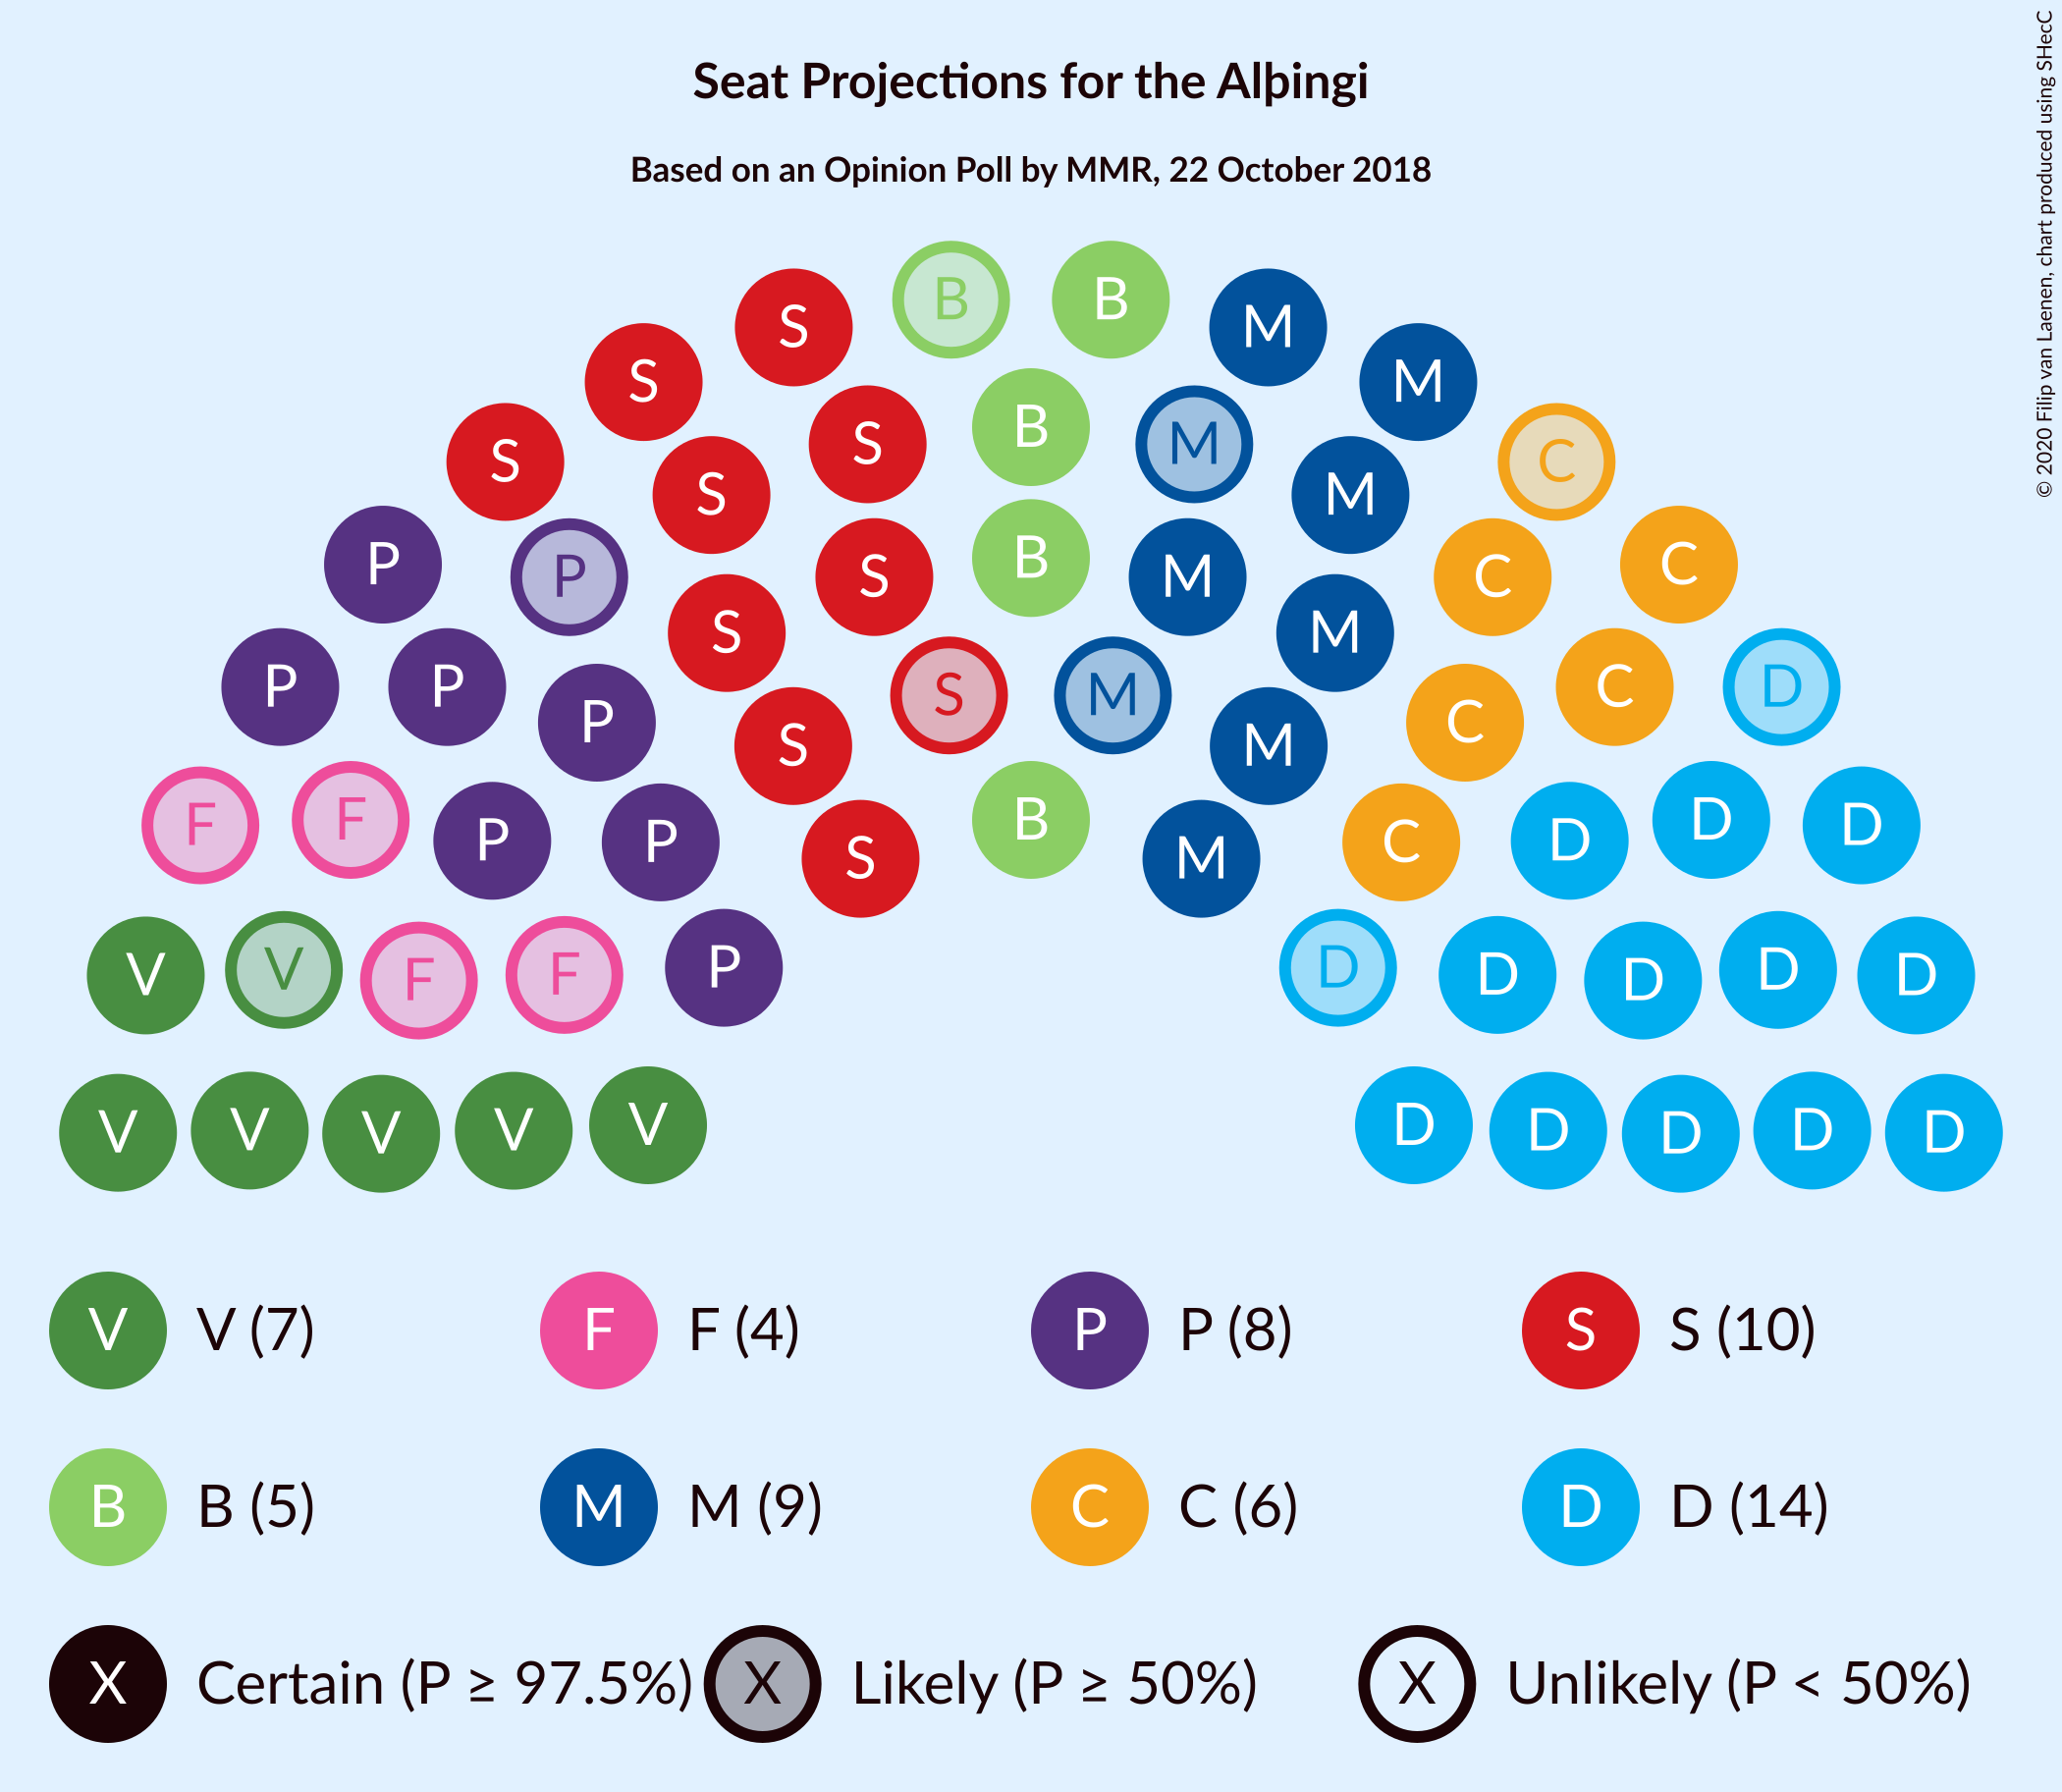 © 2020 Filip van Laenen, chart produced using SHecC
Seat Projections for the Alþingi
Based on an Opinion Poll by MMR, 22 October 2018
B B
S M
S M
B
S M
S C
S M
B
P P S M C C
S M
P P S M C D
P C
S M
F F B D D
P P C D
S M
V V F F P D D D D D
V V V V V D D D D D
V V (7) F F (4) P P (8) S S (10)
B B (5) M M (9) C C (6) D D (14)
X Certain (P ≥ 97.5%) X Likely (P ≥ 50%) X Unlikely (P < 50%)